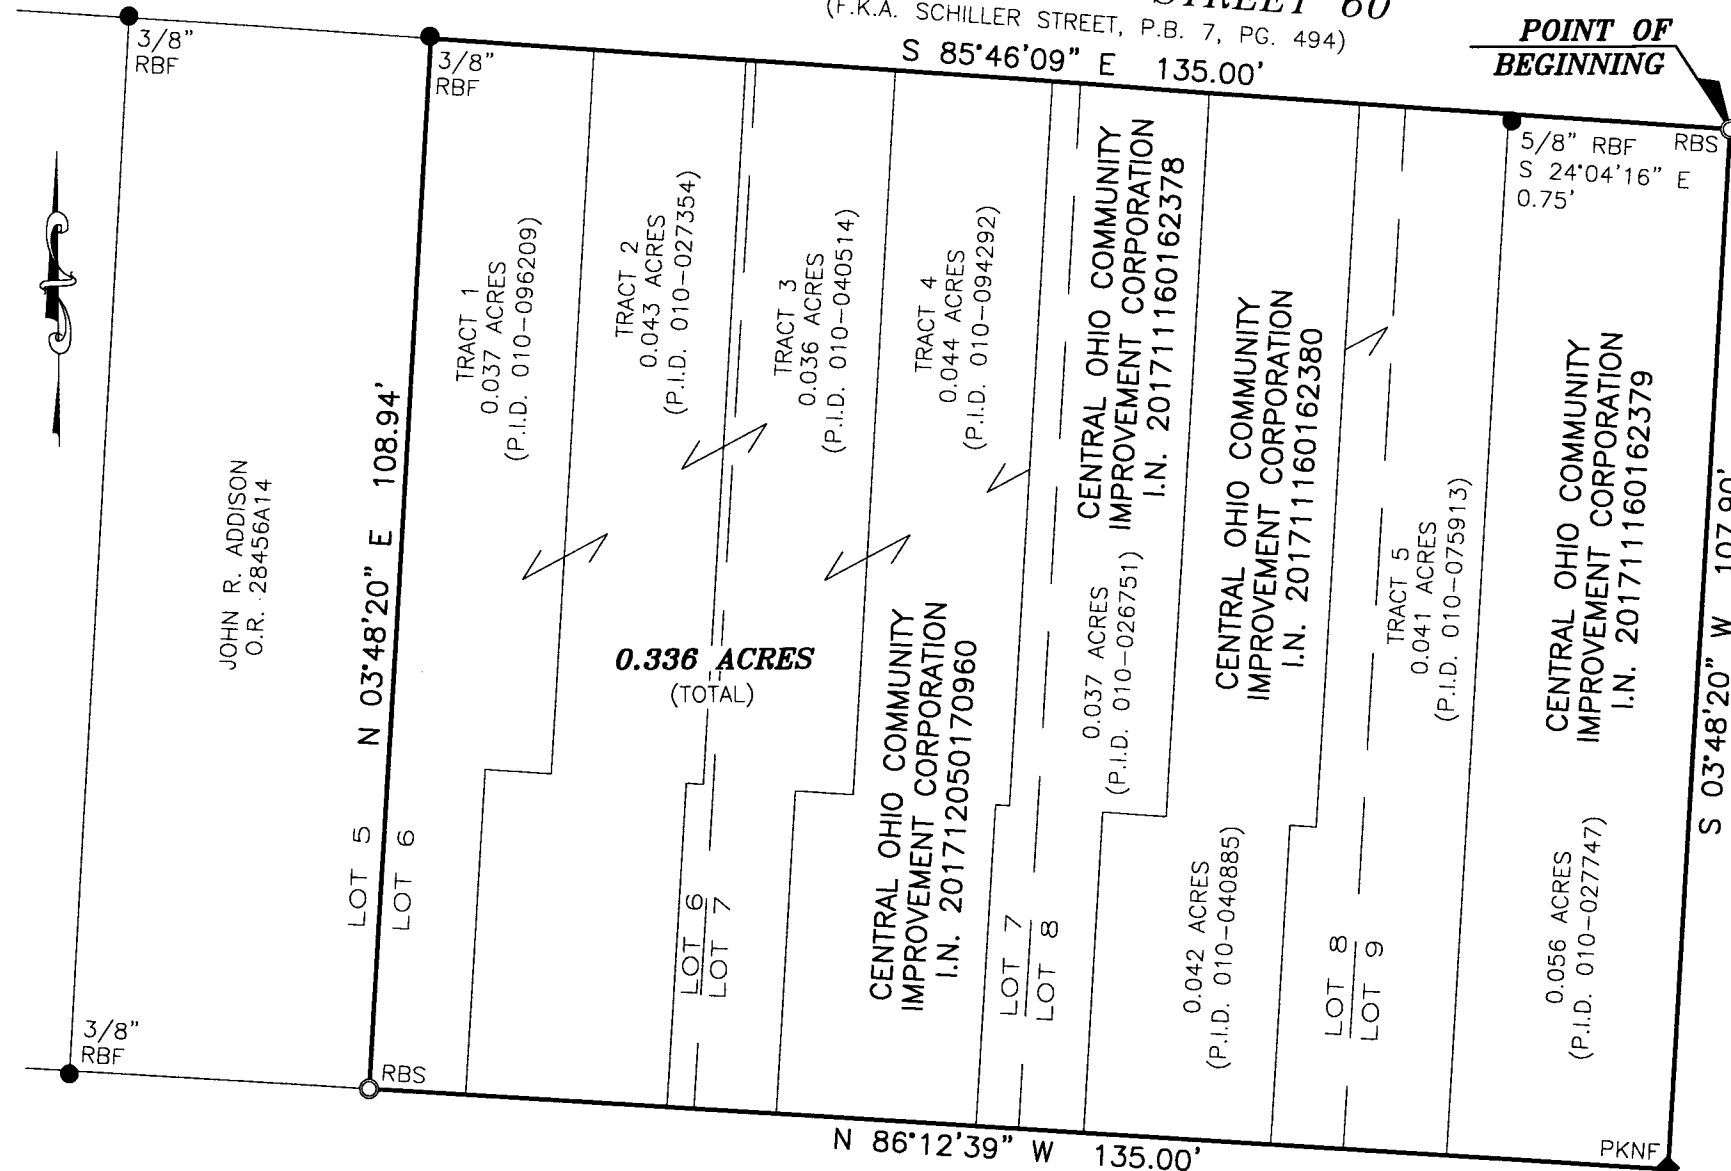 STREET 60'
(F.K.A. SCHILLER STREET, P.B. 7, PG. 494)
S 85°46'09" E 135.00'
POINT OF
BEGINNING
3/8"
RBF
3/8"
RBF
5/8" RBF
S 24°04'16" E
0.75'
RBS
JOHN R. ADDISON
O.R. 28456A14
N 03°48'20" E 108.94'
LOT 5
LOT 6
TRACT 1
0.037 ACRES
(P.I.D. 010-096209)
TRACT 2
0.043 ACRES
(P.I.D. 010-027354)
TRACT 3
0.036 ACRES
(P.I.D. 010-040514)
TRACT 4
0.044 ACRES
(P.I.D. 010-094292)
0.336 ACRES
(TOTAL)
CENTRAL OHIO COMMUNITY
IMPROVEMENT CORPORATION
I.N. 201712050170960
0.037 ACRES
(P.I.D. 010-026751)
CENTRAL OHIO COMMUNITY
IMPROVEMENT CORPORATION
I.N. 201711160162378
CENTRAL OHIO COMMUNITY
IMPROVEMENT CORPORATION
I.N. 201711160162380
0.042 ACRES
(P.I.D. 010-040885)
TRACT 5
0.041 ACRES
(P.I.D. 010-075913)
CENTRAL OHIO COMMUNITY
IMPROVEMENT CORPORATION
I.N. 201711160162379
0.056 ACRES
(P.I.D. 010-027747)
S 03°48'20" W 107.90'
LOT 6
LOT 7
LOT 7
LOT 8
LOT 8
LOT 9
3/8"
RBF
RBS
N 86°12'39" W 135.00'
PKNF